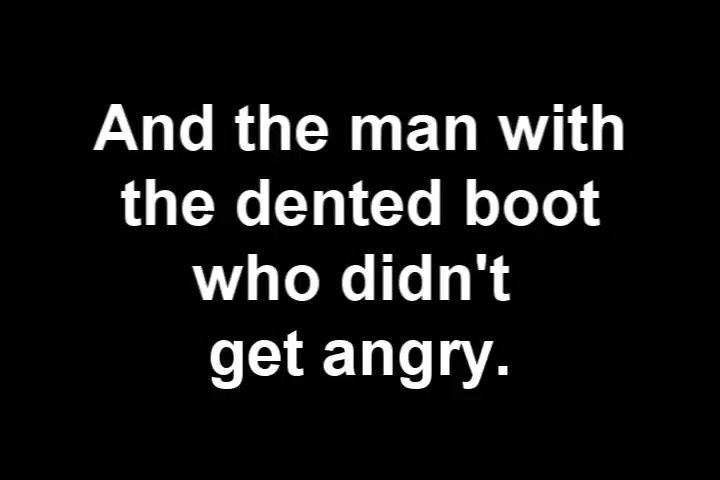 And the man with
the dented boot
who didn't
get angry.